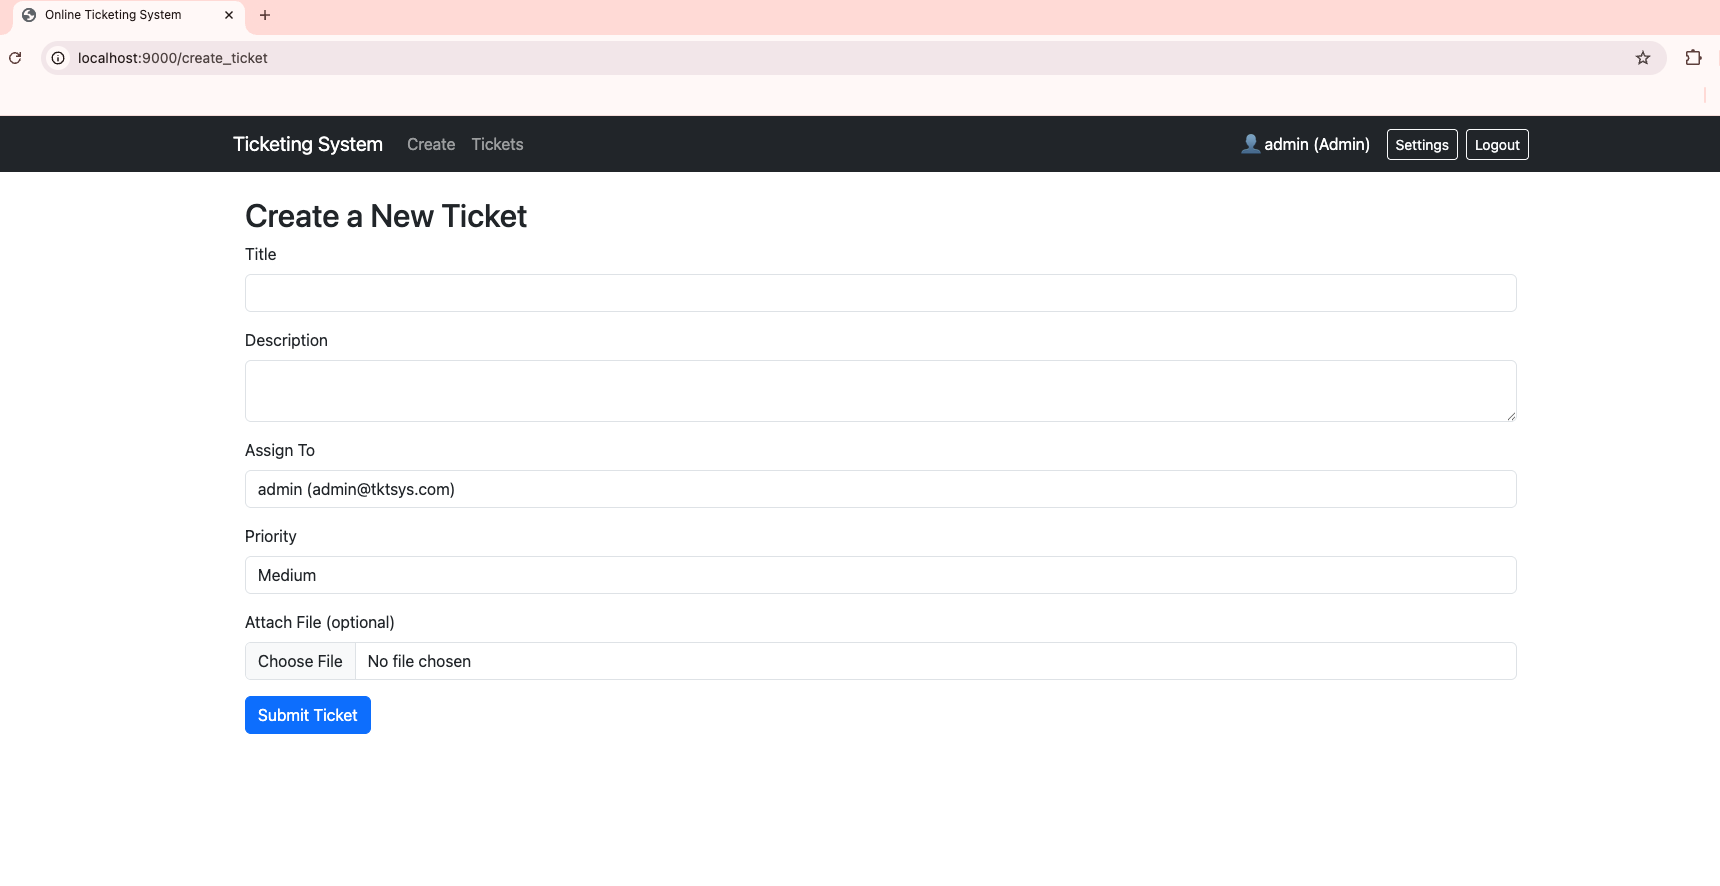 Online Ticketing System
localhost:9000/create_ticket
Ticketing System Create Tickets admin (Admin) Settings Logout
Create a New Ticket
Title
Description
Assign To
admin (admin@tktsys.com)
Priority
Medium
Attach File (optional)
Choose File No file chosen
Submit Ticket